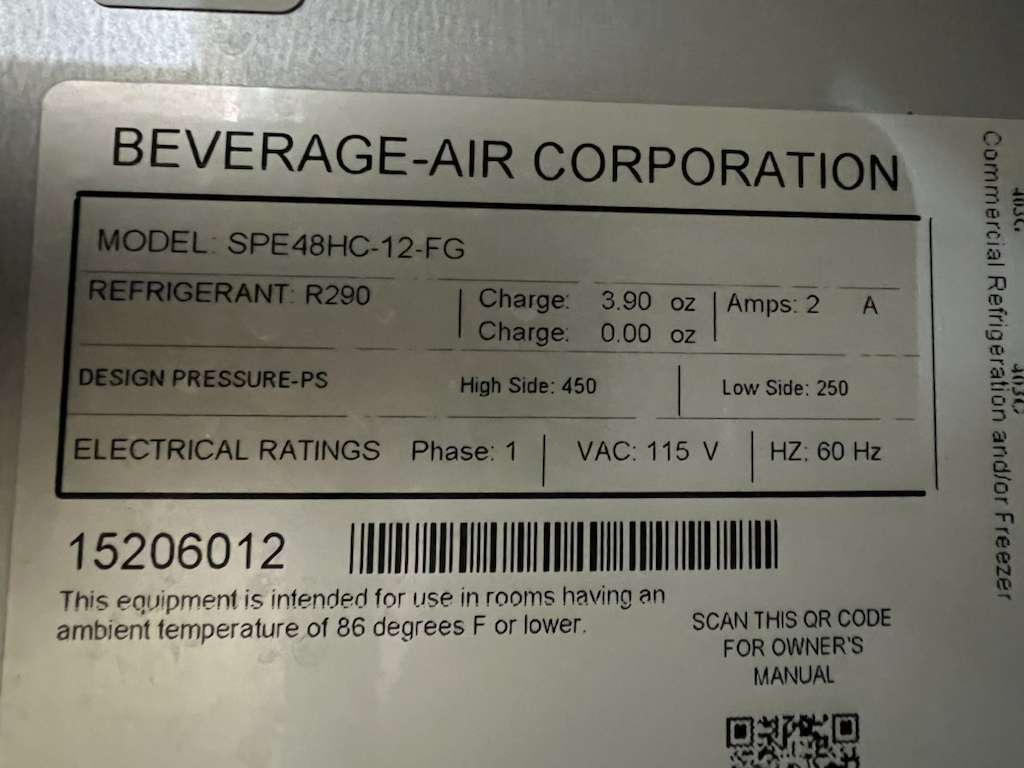 BEVERAGE-AIR CORPORATION
MODEL: SPE48HC-12-FG
REFRIGERANT: R290 Charge: 3.90 oz Amps: 2 A
Charge: 0.00 oz
DESIGN PRESSURE-PS High Side: 450 Low Side: 250
ELECTRICAL RATINGS Phase: 1 VAC: 115 V HZ: 60 Hz
15206012
This equipment is intended for use in rooms having an
ambient temperature of 86 degrees F or lower.
SCAN THIS QR CODE
FOR OWNER'S
MANUAL
Commercial Refrigeration and/or Freezer